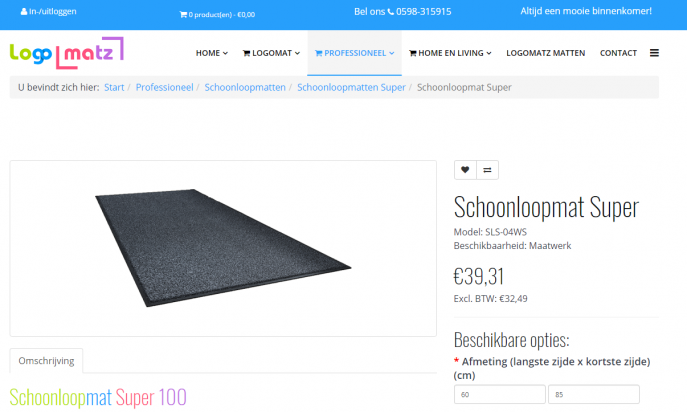 In-/uitloggen
0 product(en) - €0,00
Bel ons 0598-315915
Altijd een mooie binnenkomer!
Logo matz
HOME
LOGOMAT
PROFESSIONEEL
HOME EN LIVING
LOGOMATZ MATTEN
CONTACT
U bevindt zich hier: Start / Professioneel / Schoonloopmatten / Schoonloopmatten Super / Schoonloopmat Super
Schoonloopmat Super
Model: SLS-04WS
Beschikbaarheid: Maatwerk
€39,31
Excl. BTW: €32,49
Beschikbare opties:
* Afmeting (langste zijde x kortste zijde)
(cm)
60 85
Omschrijving
Schoonloopmat Super 100